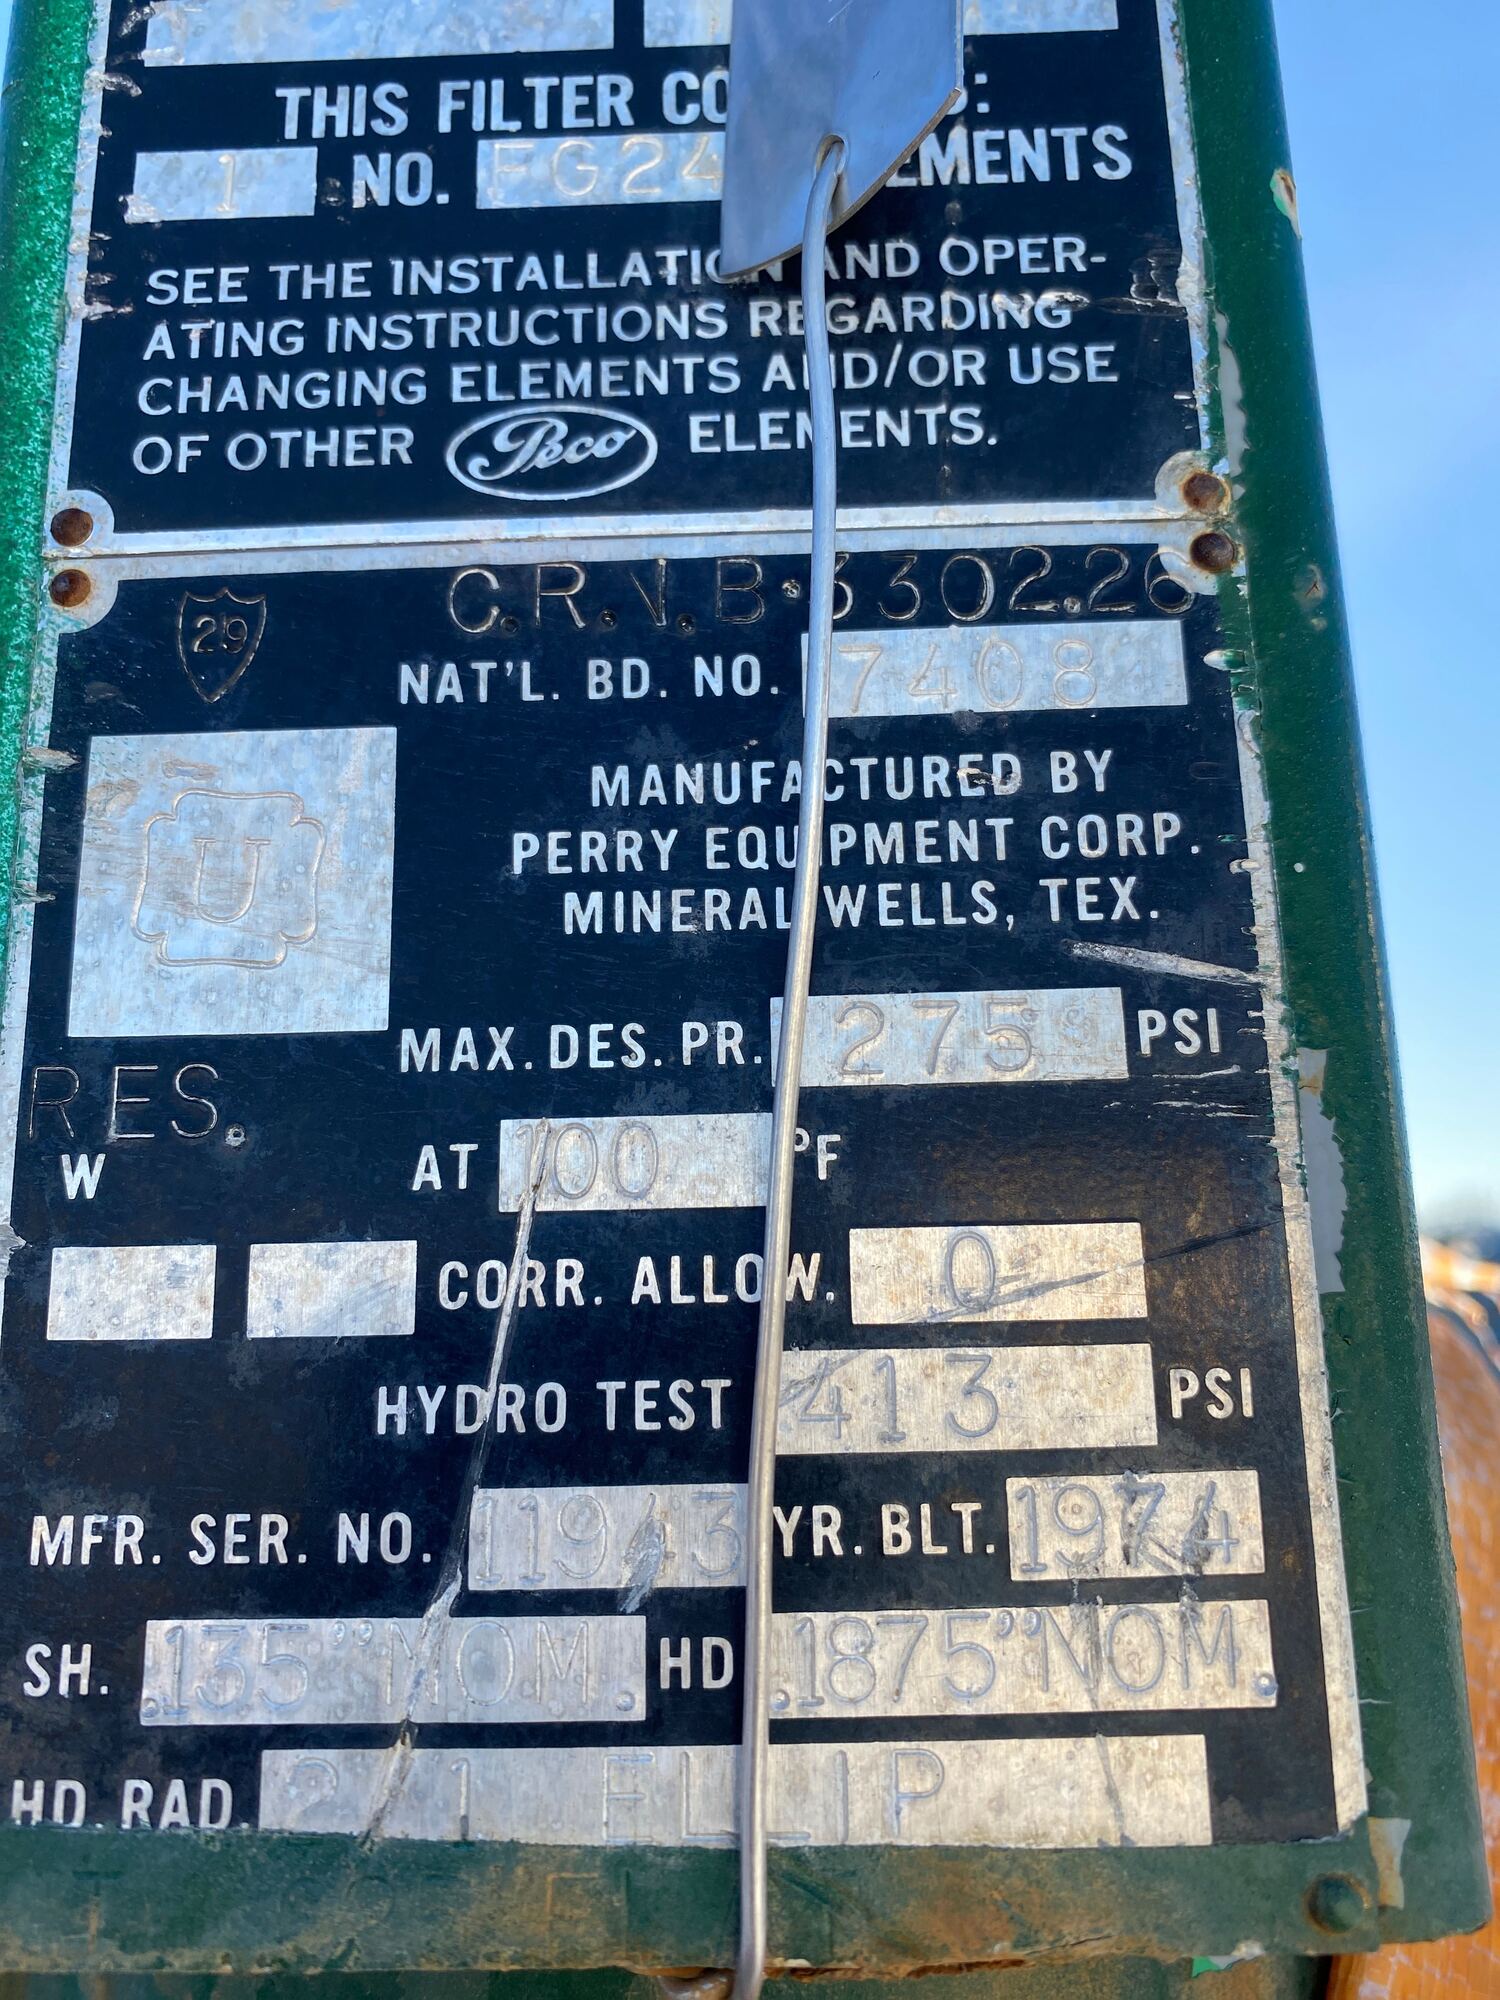 THIS FILTER CO S:
1 NO. FG24 EMENTS
SEE THE INSTALLATION AND OPER-
ATING INSTRUCTIONS REGARDING
CHANGING ELEMENTS AND/OR USE
OF OTHER Peco ELEMENTS.
29
C.R.N. B.3302.26
NAT'L. BD. NO. 7408
U
MANUFACTURED BY
PERRY EQUIPMENT CORP.
MINERAL WELLS, TEX.
MAX. DES. PR. 275 PSI
RES.
W
AT 100 °F
CORR. ALLOW. 0
HYDRO TEST 413 PSI
MFR. SER. NO. 11943 YR. BLT. 1974
SH. .135" NOM. HD .1875" NOM.
HD. RAD. 2:1 ELLIP